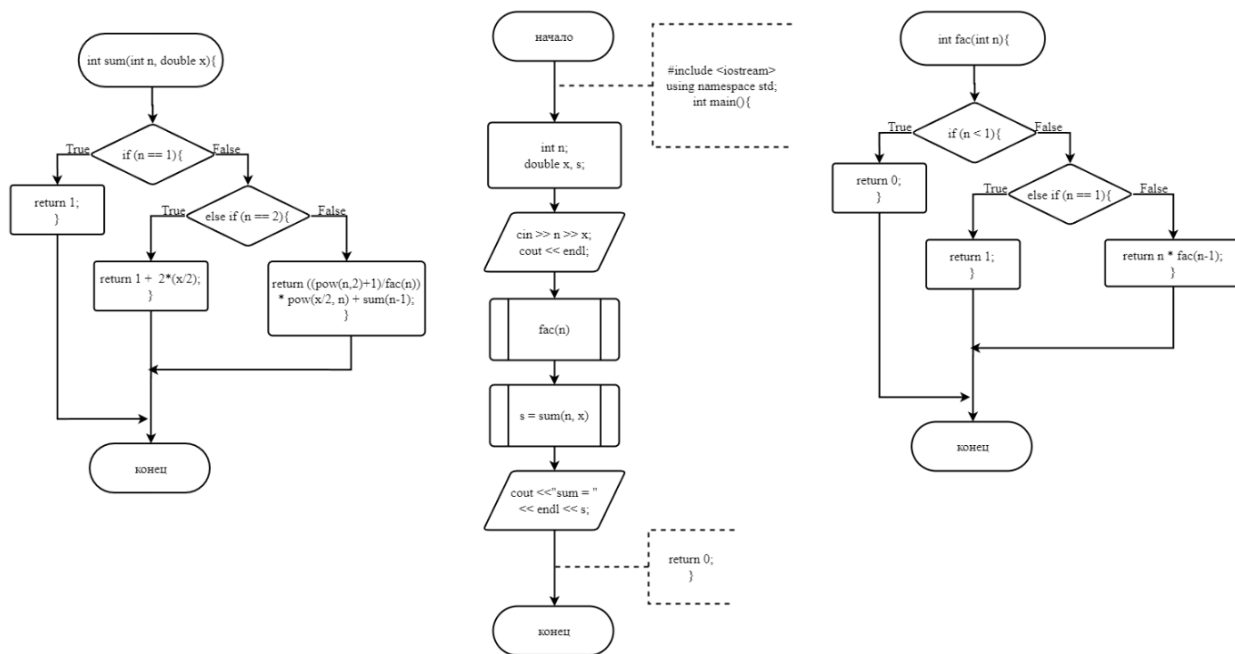 int sum(int n, double x){
True
if (n == 1){
False
return 1;
}
True
else if (n == 2){
False
return 1 + 2*(x/2);
}
return ((pow(n,2)+1)/fac(n))
* pow(x/2, n) + sum(n-1);
}
конец
начало
#include <iostream>
using namespace std;
int main(){
int n;
double x, s;
cin >> n >> x;
cout << endl;
fac(n)
s = sum(n, x)
cout <<"sum = "
<< endl << s;
return 0;
}
конец
int fac(int n){
True
if (n < 1){
False
return 0;
}
True
else if (n == 1){
False
return 1;
}
return n * fac(n-1);
}
конец